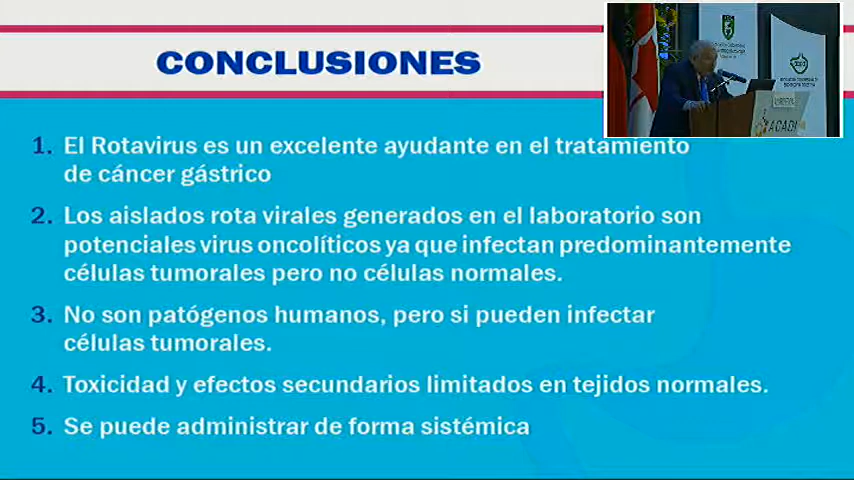 CONCLUSIONES
1. El Rotavirus es un excelente ayudante en el tratamiento
de cáncer gástrico
2. Los aislados rota virales generados en el laboratorio son
potenciales virus oncolíticos ya que infectan predominantemente
células tumorales pero no células normales.
3. No son patógenos humanos, pero si pueden infectar
células tumorales.
4. Toxicidad y efectos secundarios limitados en tejidos normales.
5. Se puede administrar de forma sistémica
ACADI